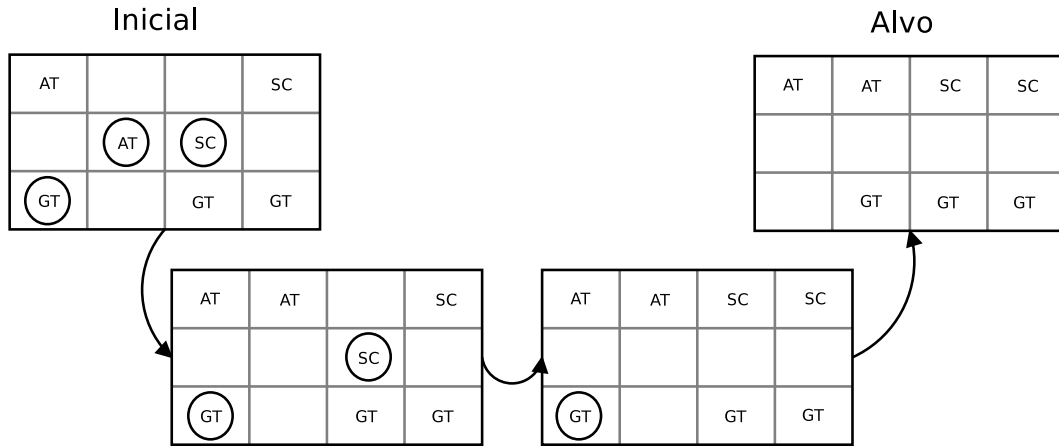 Inicial
AT SC
AT SC
GT GT GT
Alvo
AT AT SC SC
GT GT GT
AT AT SC
SC
GT GT GT
AT AT SC SC
GT GT GT